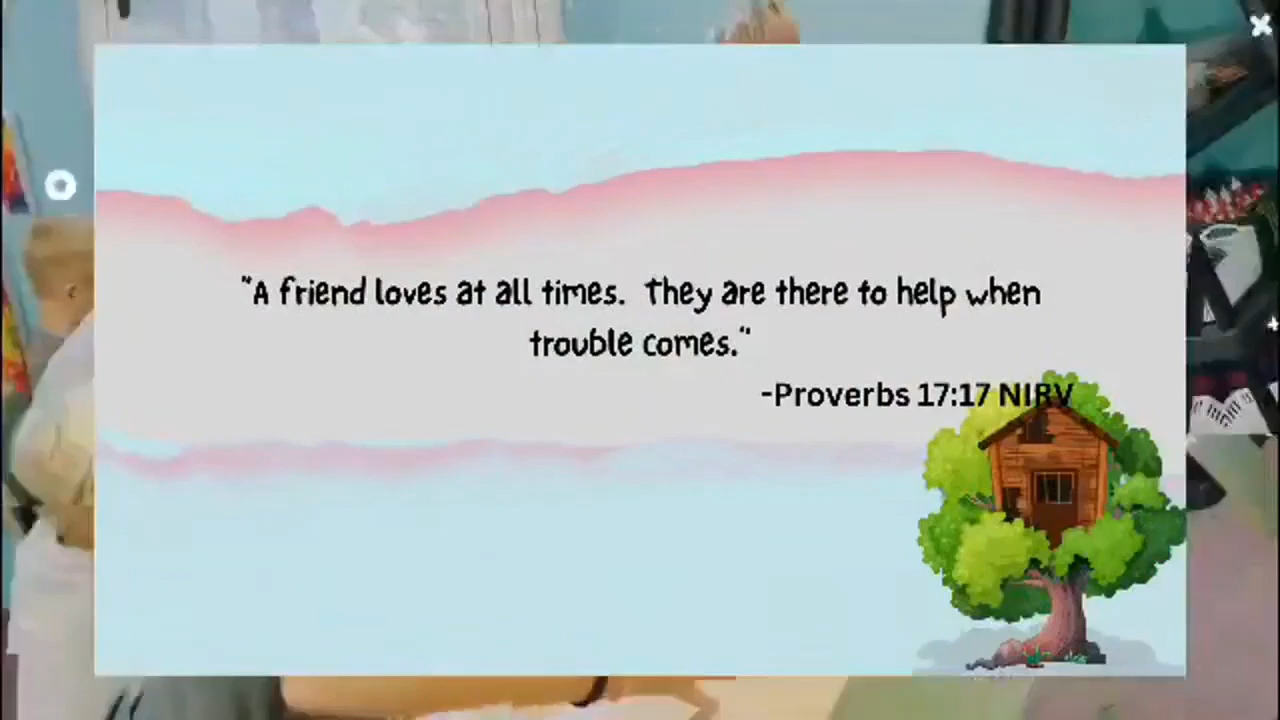 "A friend loves at all times.  They are there to help when
trouble comes."
-Proverbs 17:17 NIRV